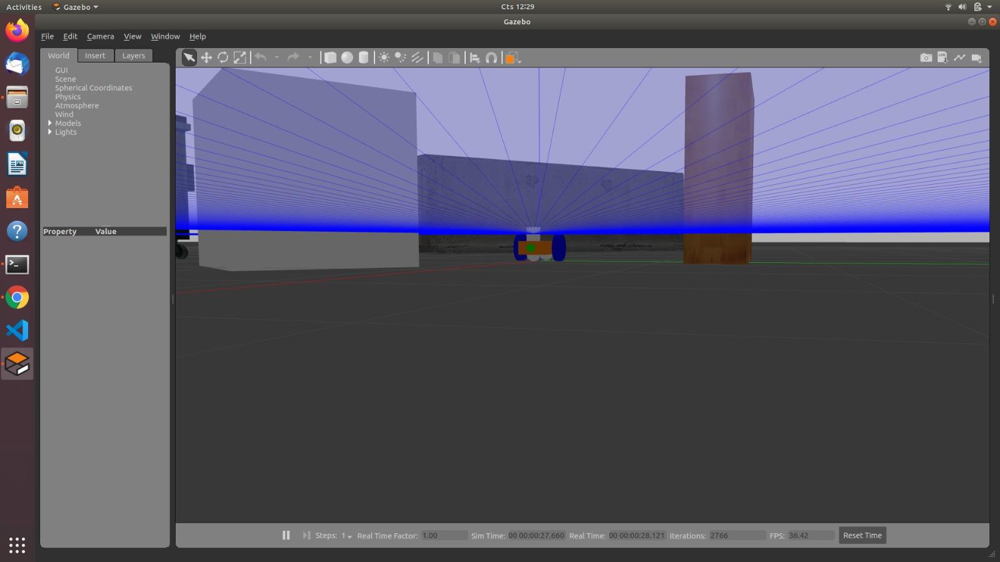 Activities Gazebo Cts 12:29
Gazebo
File Edit Camera View Window Help
World Insert Layers
GUI
Scene
Spherical Coordinates
Physics
Atmosphere
Wind
Models
Lights
Property Value
LOG
Steps: 1 Real Time Factor: 1.00 Sim Time: 00 00:00:27.660 Real Time: 00 00:00:28.121 Iterations: 2766 FPS: 36.42 Reset Time